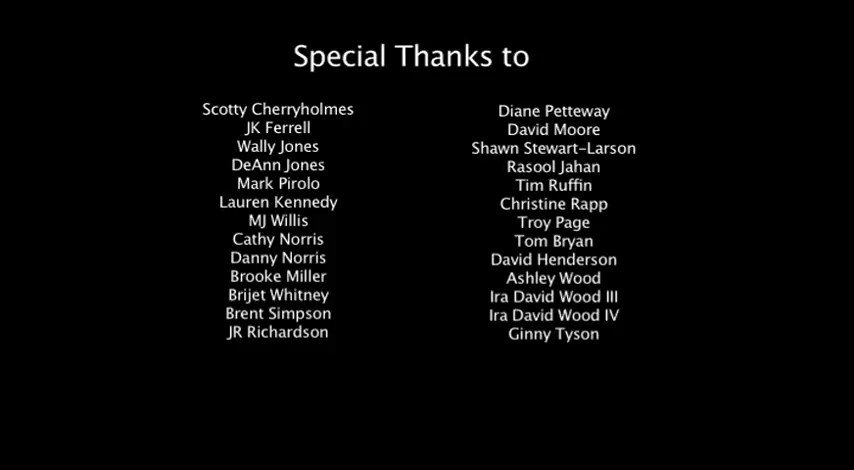 Special Thanks to
Scotty Cherryholmes
JK Ferrell
Wally Jones
DeAnn Jones
Mark Pirolo
Lauren Kennedy
MJ Willis
Cathy Norris
Danny Norris
Brooke Miller
Brijet Whitney
Brent Simpson
JR Richardson
Diane Petteway
David Moore
Shawn Stewart-Larson
Rasool Jahan
Tim Ruffin
Christine Rapp
Troy Page
Tom Bryan
David Henderson
Ashley Wood
Ira David Wood III
Ira David Wood IV
Ginny Tyson